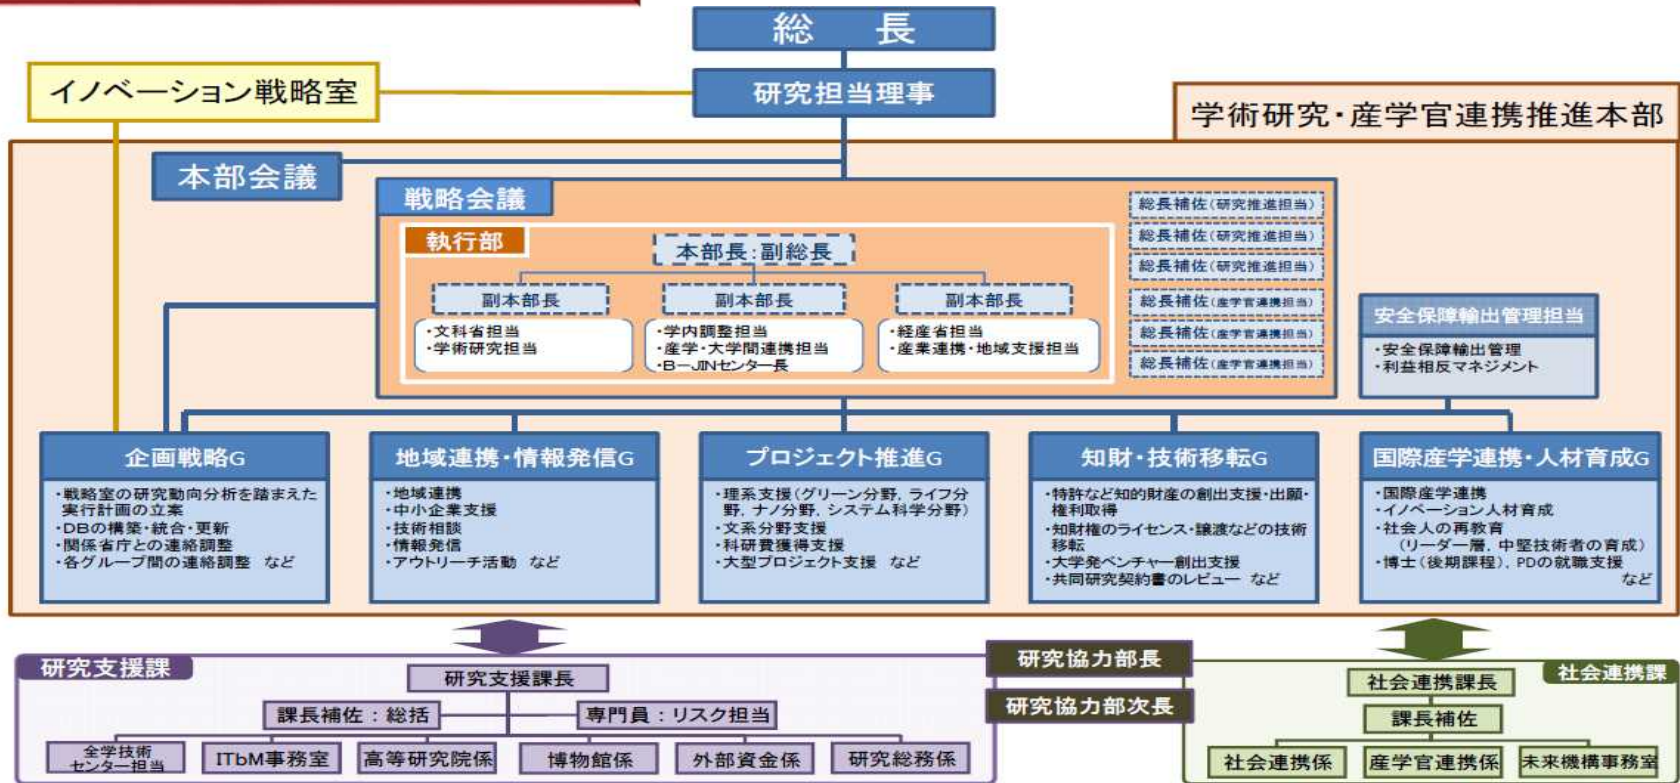 総　長
イノベーション戦略室
研究担当理事
学術研究・産学官連携推進本部
本部会議
戦略会議
執行部
本部長:副総長
副本部長
・文科省担当
・学術研究担当
副本部長
・学内調整担当
・産学・大学間連携担当
・B－JINセンター長
副本部長
・経産省担当
・産業連携・地域支援担当
総長補佐(研究推進担当)
総長補佐(研究推進担当)
総長補佐(研究推進担当)
総長補佐(産学官連携担当)
総長補佐(産学官連携担当)
総長補佐(産学官連携担当)
安全保障輸出管理担当
・安全保障輸出管理
・利益相反マネジメント
企画戦略G
・戦略室の研究動向分析を踏まえた
実行計画の立案
・DBの構築・統合・更新
・関係省庁との連絡調整
・各グループ間の連絡調整 など
地域連携・情報発信G
・地域連携
・中小企業支援
・技術相談
・情報発信
・アウトリーチ活動 など
プロジェクト推進G
・理系支援(グリーン分野, ライフ分
野, ナノ分野, システム科学分野)
・文系分野支援
・科研費獲得支援
・大型プロジェクト支援 など
知財・技術移転G
・特許など知的財産の創出支援・出願・
権利取得
・知財権のライセンス・譲渡などの技術
移転
・大学発ベンチャー創出支援
・共同研究契約書のレビュー など
国際産学連携・人材育成G
・国際産学連携
・イノベーション人材育成
・社会人の再教育
(リーダー層, 中堅技術者の育成)
・博士(後期課程), PDの就職支援
など
研究支援課
研究支援課長
課長補佐：総括
専門員：リスク担当
全学技術
センター担当
ITbM事務室
高等研究院係
博物館係
外部資金係
研究総務係
研究協力部長
研究協力部次長
社会連携課
社会連携課長
課長補佐
社会連携係
産学官連携係
未来機構事務室